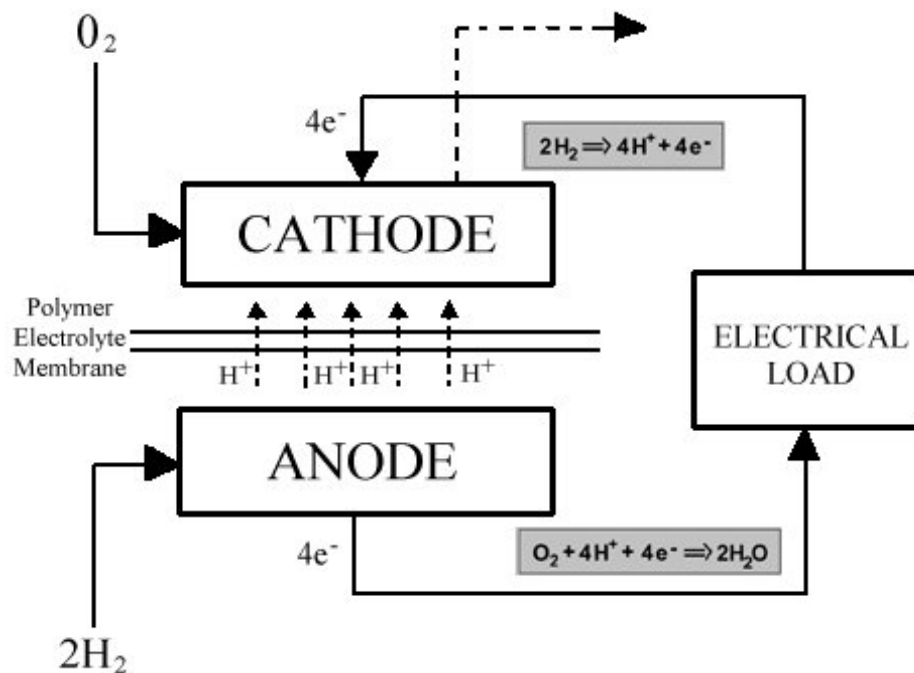 0₂
4e⁻
2H₂ ⇒ 4H⁺ + 4e⁻
CATHODE
Polymer
Electrolyte
Membrane
H⁺ H⁺ H⁺ H⁺
ELECTRICAL
LOAD
ANODE
4e⁻
O₂ + 4H⁺ + 4e⁻ ⇒ 2H₂O
2H₂